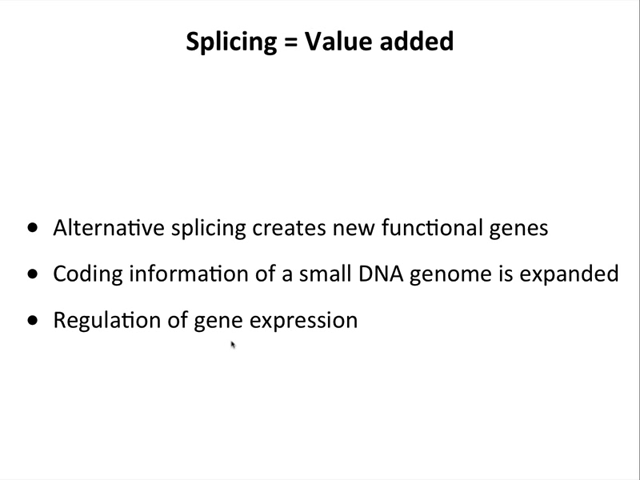 Splicing = Value added
● Alternative splicing creates new functional genes
● Coding information of a small DNA genome is expanded
● Regulation of gene expression